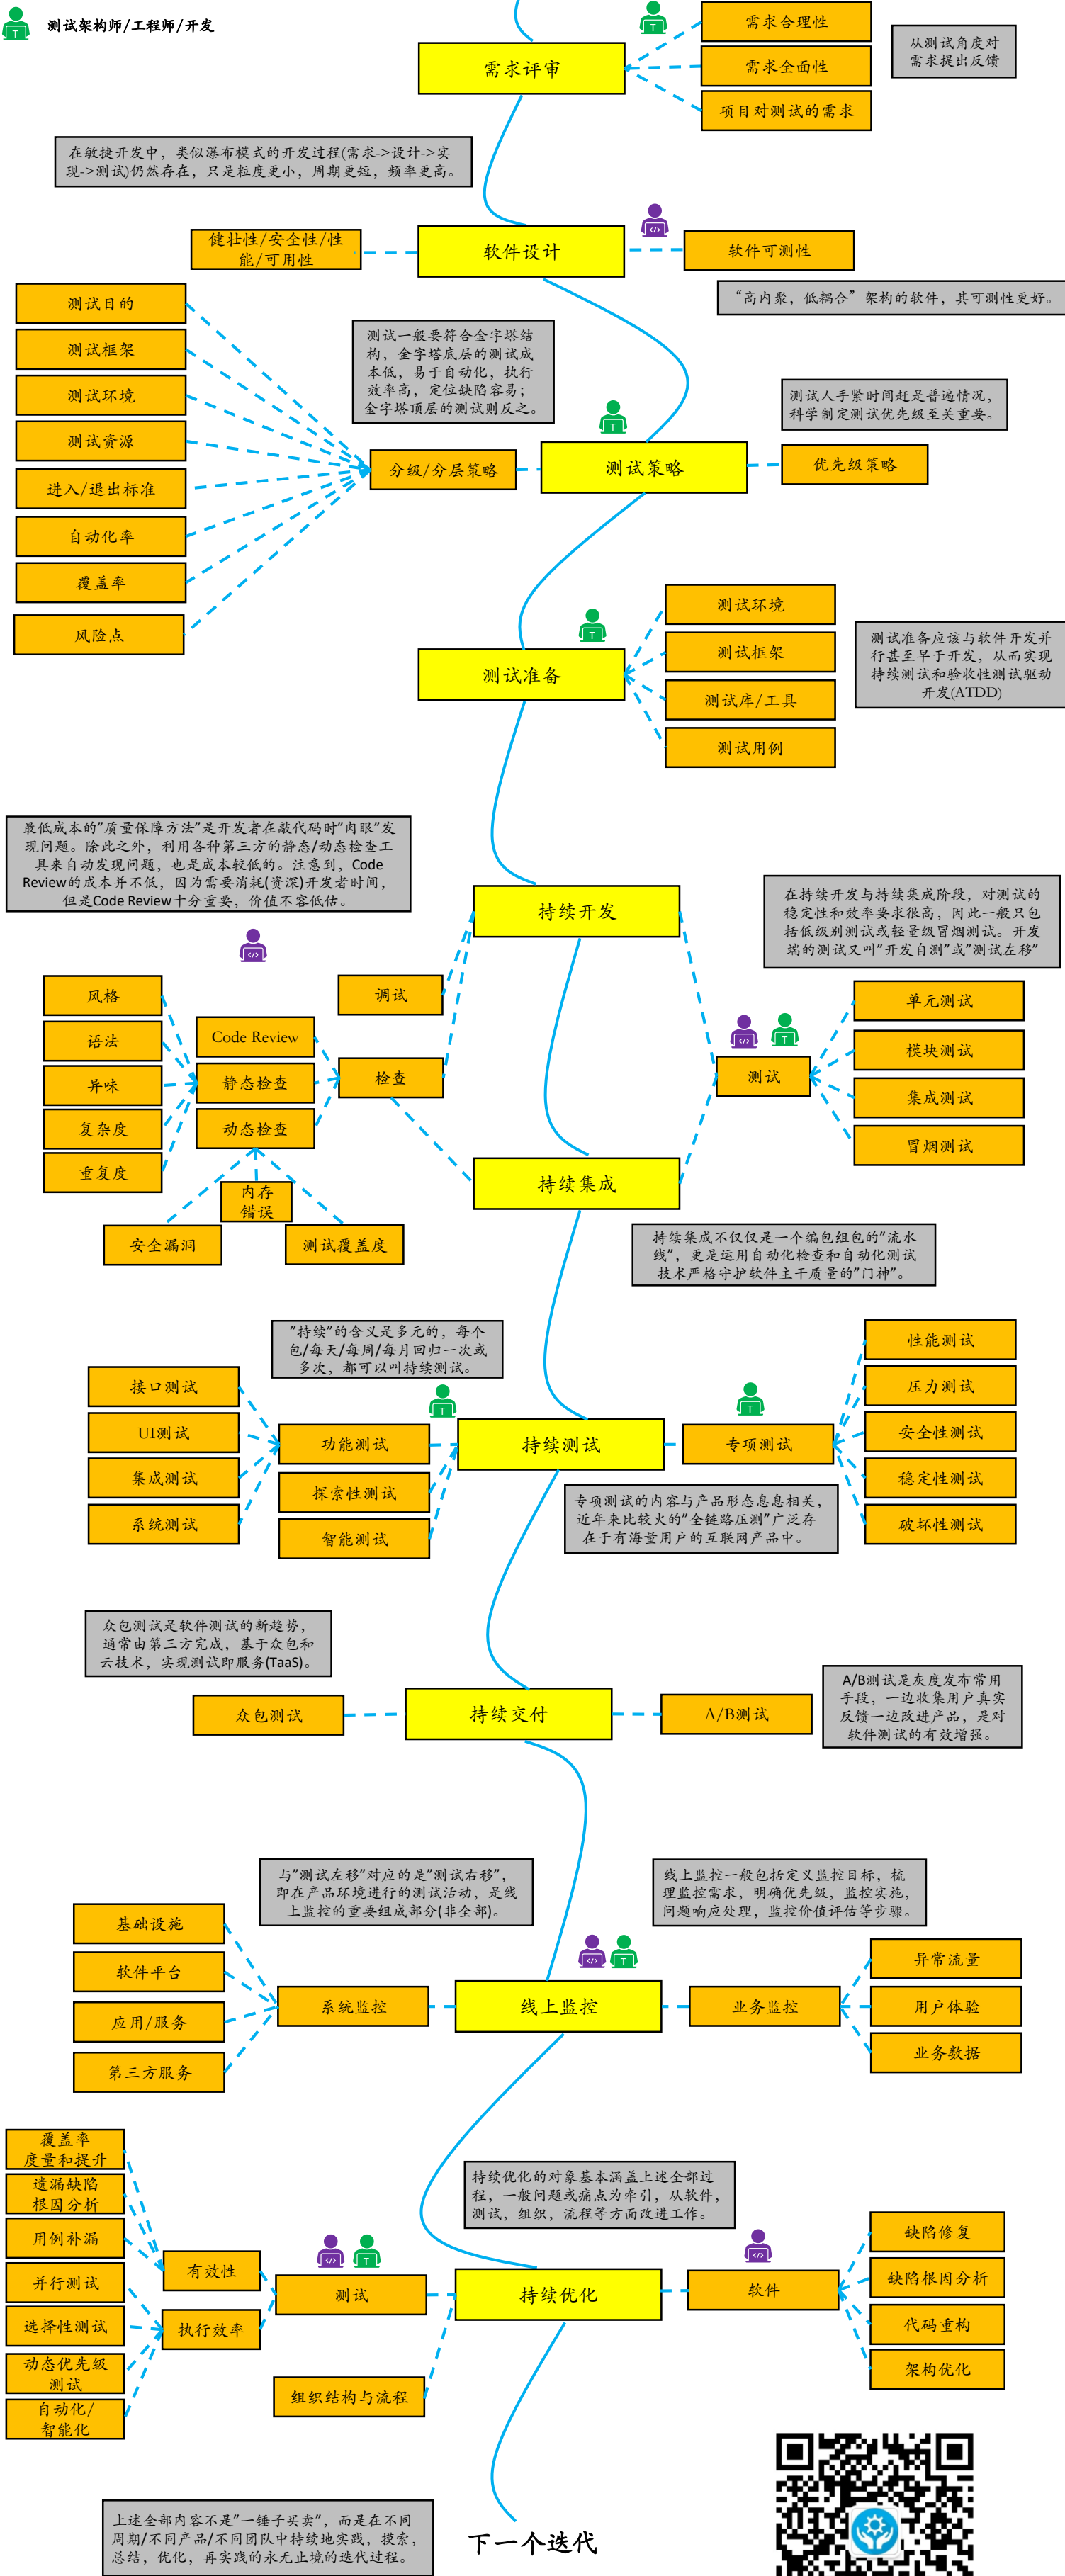 测试架构师/工程师/开发
需求评审
需求合理性
需求全面性
项目对测试的需求
从测试角度对
需求提出反馈
在敏捷开发中，类似瀑布模式的开发过程(需求->设计->实
现->测试)仍然存在，只是粒度更小，周期更短，频率更高。
健壮性/安全性/性
能/可用性
软件设计
软件可测性
“高内聚，低耦合”架构的软件，其可测性更好。
测试目的
测试框架
测试环境
测试资源
进入/退出标准
自动化率
覆盖率
风险点
测试一般要符合金字塔结
构，金字塔底层的测试成
本低，易于自动化，执行
效率高，定位缺陷容易；
金字塔顶层的测试则反之。
分级/分层策略
测试策略
测试人手紧时间赶是普遍情况，
科学制定测试优先级至关重要。
优先级策略
测试准备
测试环境
测试框架
测试库/工具
测试用例
测试准备应该与软件开发并
行甚至早于开发，从而实现
持续测试和验收性测试驱动
开发(ATDD)
最低成本的”质量保障方法”是开发者在敲代码时”肉眼”发
现问题。除此之外，利用各种第三方的静态/动态检查工
具来自动发现问题，也是成本较低的。注意到，Code
Review的成本并不低，因为需要消耗(资深)开发者时间，
但是Code Review十分重要，价值不容低估。
持续开发
在持续开发与持续集成阶段，对测试的
稳定性和效率要求很高，因此一般只包
括低级别测试或轻量级冒烟测试。开发
端的测试又叫”开发自测”或”测试左移”
风格
语法
异味
复杂度
重复度
Code Review
静态检查
动态检查
调试
检查
内存
错误
安全漏洞
测试覆盖度
测试
单元测试
模块测试
集成测试
冒烟测试
持续集成
持续集成不仅仅是一个编包组包的”流水
线”，更是运用自动化检查和自动化测试
技术严格守护软件主干质量的”门神”。
”持续”的含义是多元的，每个
包/每天/每周/每月回归一次或
多次，都可以叫持续测试。
接口测试
UI测试
集成测试
系统测试
功能测试
探索性测试
智能测试
持续测试
专项测试
性能测试
压力测试
安全性测试
稳定性测试
破坏性测试
专项测试的内容与产品形态息息相关，
近年来比较火的”全链路压测”广泛存
在于有海量用户的互联网产品中。
众包测试是软件测试的新趋势，
通常由第三方完成，基于众包和
云技术，实现测试即服务(TaaS)。
众包测试
持续交付
A/B测试
A/B测试是灰度发布常用
手段，一边收集用户真实
反馈一边改进产品，是对
软件测试的有效增强。
与”测试左移”对应的是”测试右移”，
即在产品环境进行的测试活动，是线
上监控的重要组成部分(非全部)。
线上监控一般包括定义监控目标，梳
理监控需求，明确优先级，监控实施，
问题响应处理，监控价值评估等步骤。
基础设施
软件平台
应用/服务
第三方服务
系统监控
线上监控
业务监控
异常流量
用户体验
业务数据
覆盖率
度量和提升
遗漏缺陷
根因分析
用例补漏
并行测试
选择性测试
动态优先级
测试
自动化/
智能化
有效性
执行效率
测试
组织结构与流程
持续优化的对象基本涵盖上述全部过
程，一般问题或痛点为牵引，从软件，
测试，组织，流程等方面改进工作。
持续优化
软件
缺陷修复
缺陷根因分析
代码重构
架构优化
上述全部内容不是”一锤子买卖”，而是在不同
周期/不同产品/不同团队中持续地实践，摸索，
总结，优化，再实践的永无止境的迭代过程。
下一个迭代